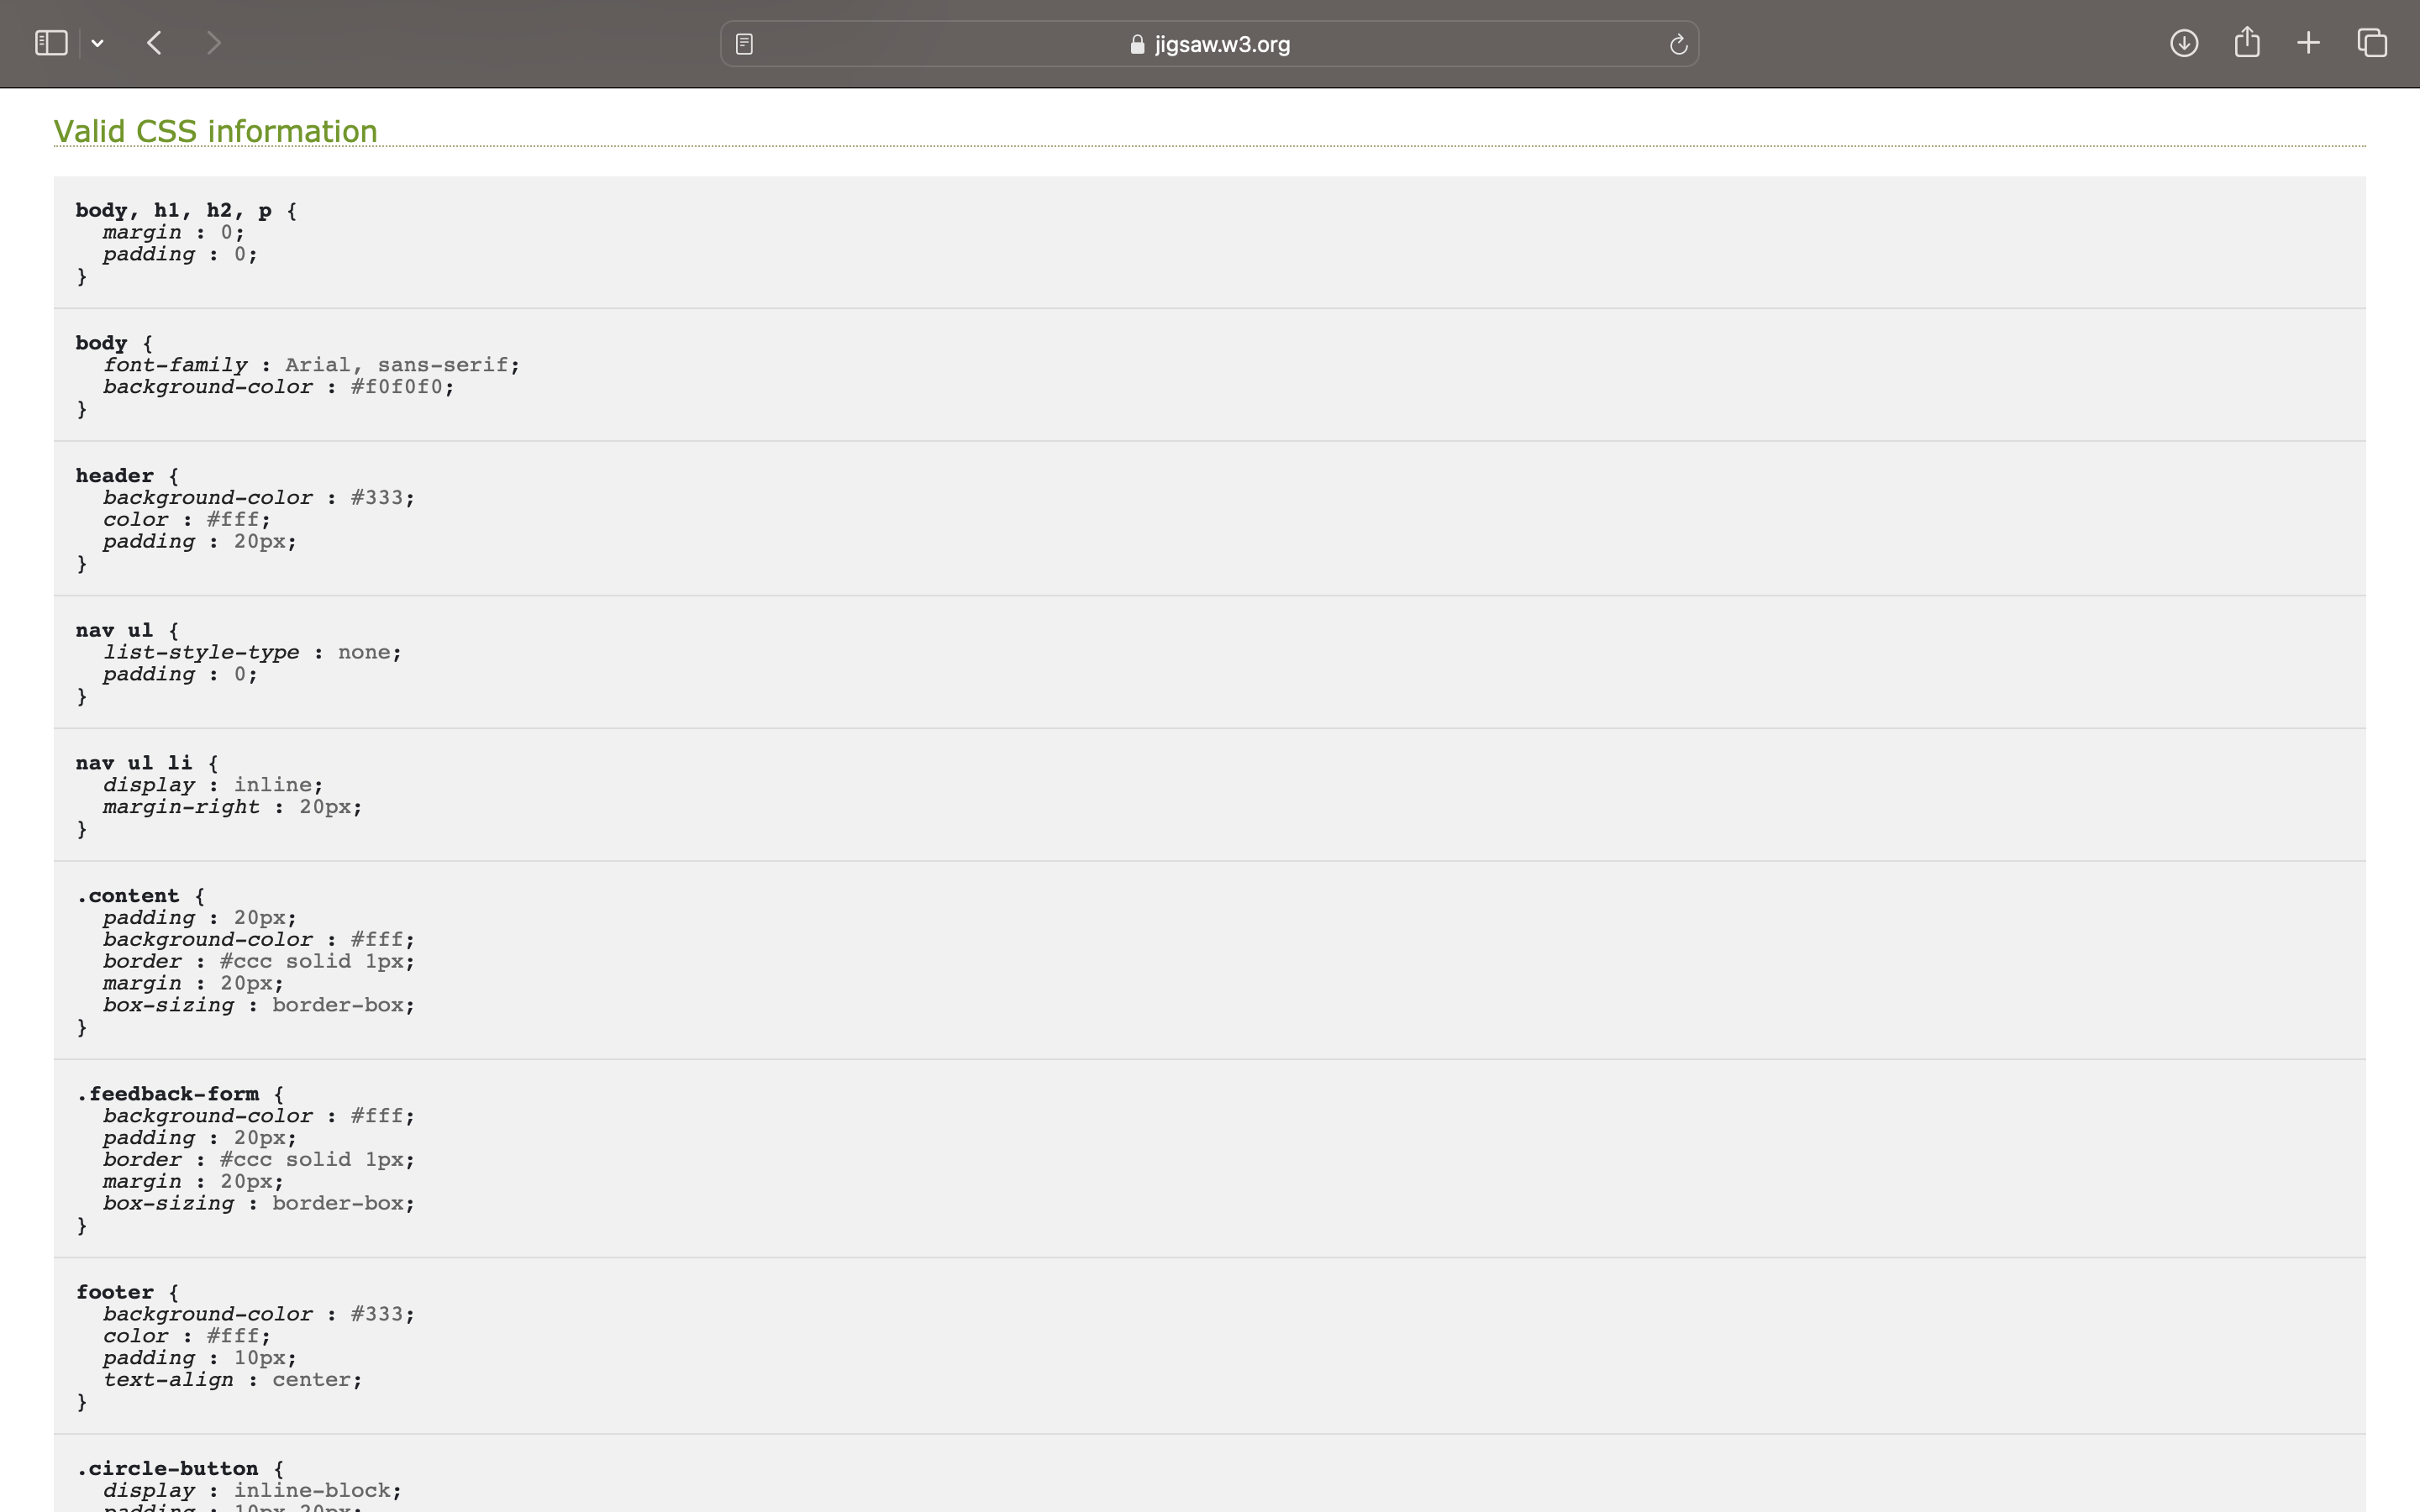 jigsaw.w3.org
Valid CSS information
body, h1, h2, p {
margin : 0;
padding : 0;
}
body {
font-family : Arial, sans-serif;
background-color : #f0f0f0;
}
header {
background-color : #333;
color : #fff;
padding : 20px;
}
nav ul {
list-style-type : none;
padding : 0;
}
nav ul li {
display : inline;
margin-right : 20px;
}
.content {
padding : 20px;
background-color : #fff;
border : #ccc solid 1px;
margin : 20px;
box-sizing : border-box;
}
.feedback-form {
background-color : #fff;
padding : 20px;
border : #ccc solid 1px;
margin : 20px;
box-sizing : border-box;
}
footer {
background-color : #333;
color : #fff;
padding : 10px;
text-align : center;
}
.circle-button {
display : inline-block;
padding : 10px 20px;